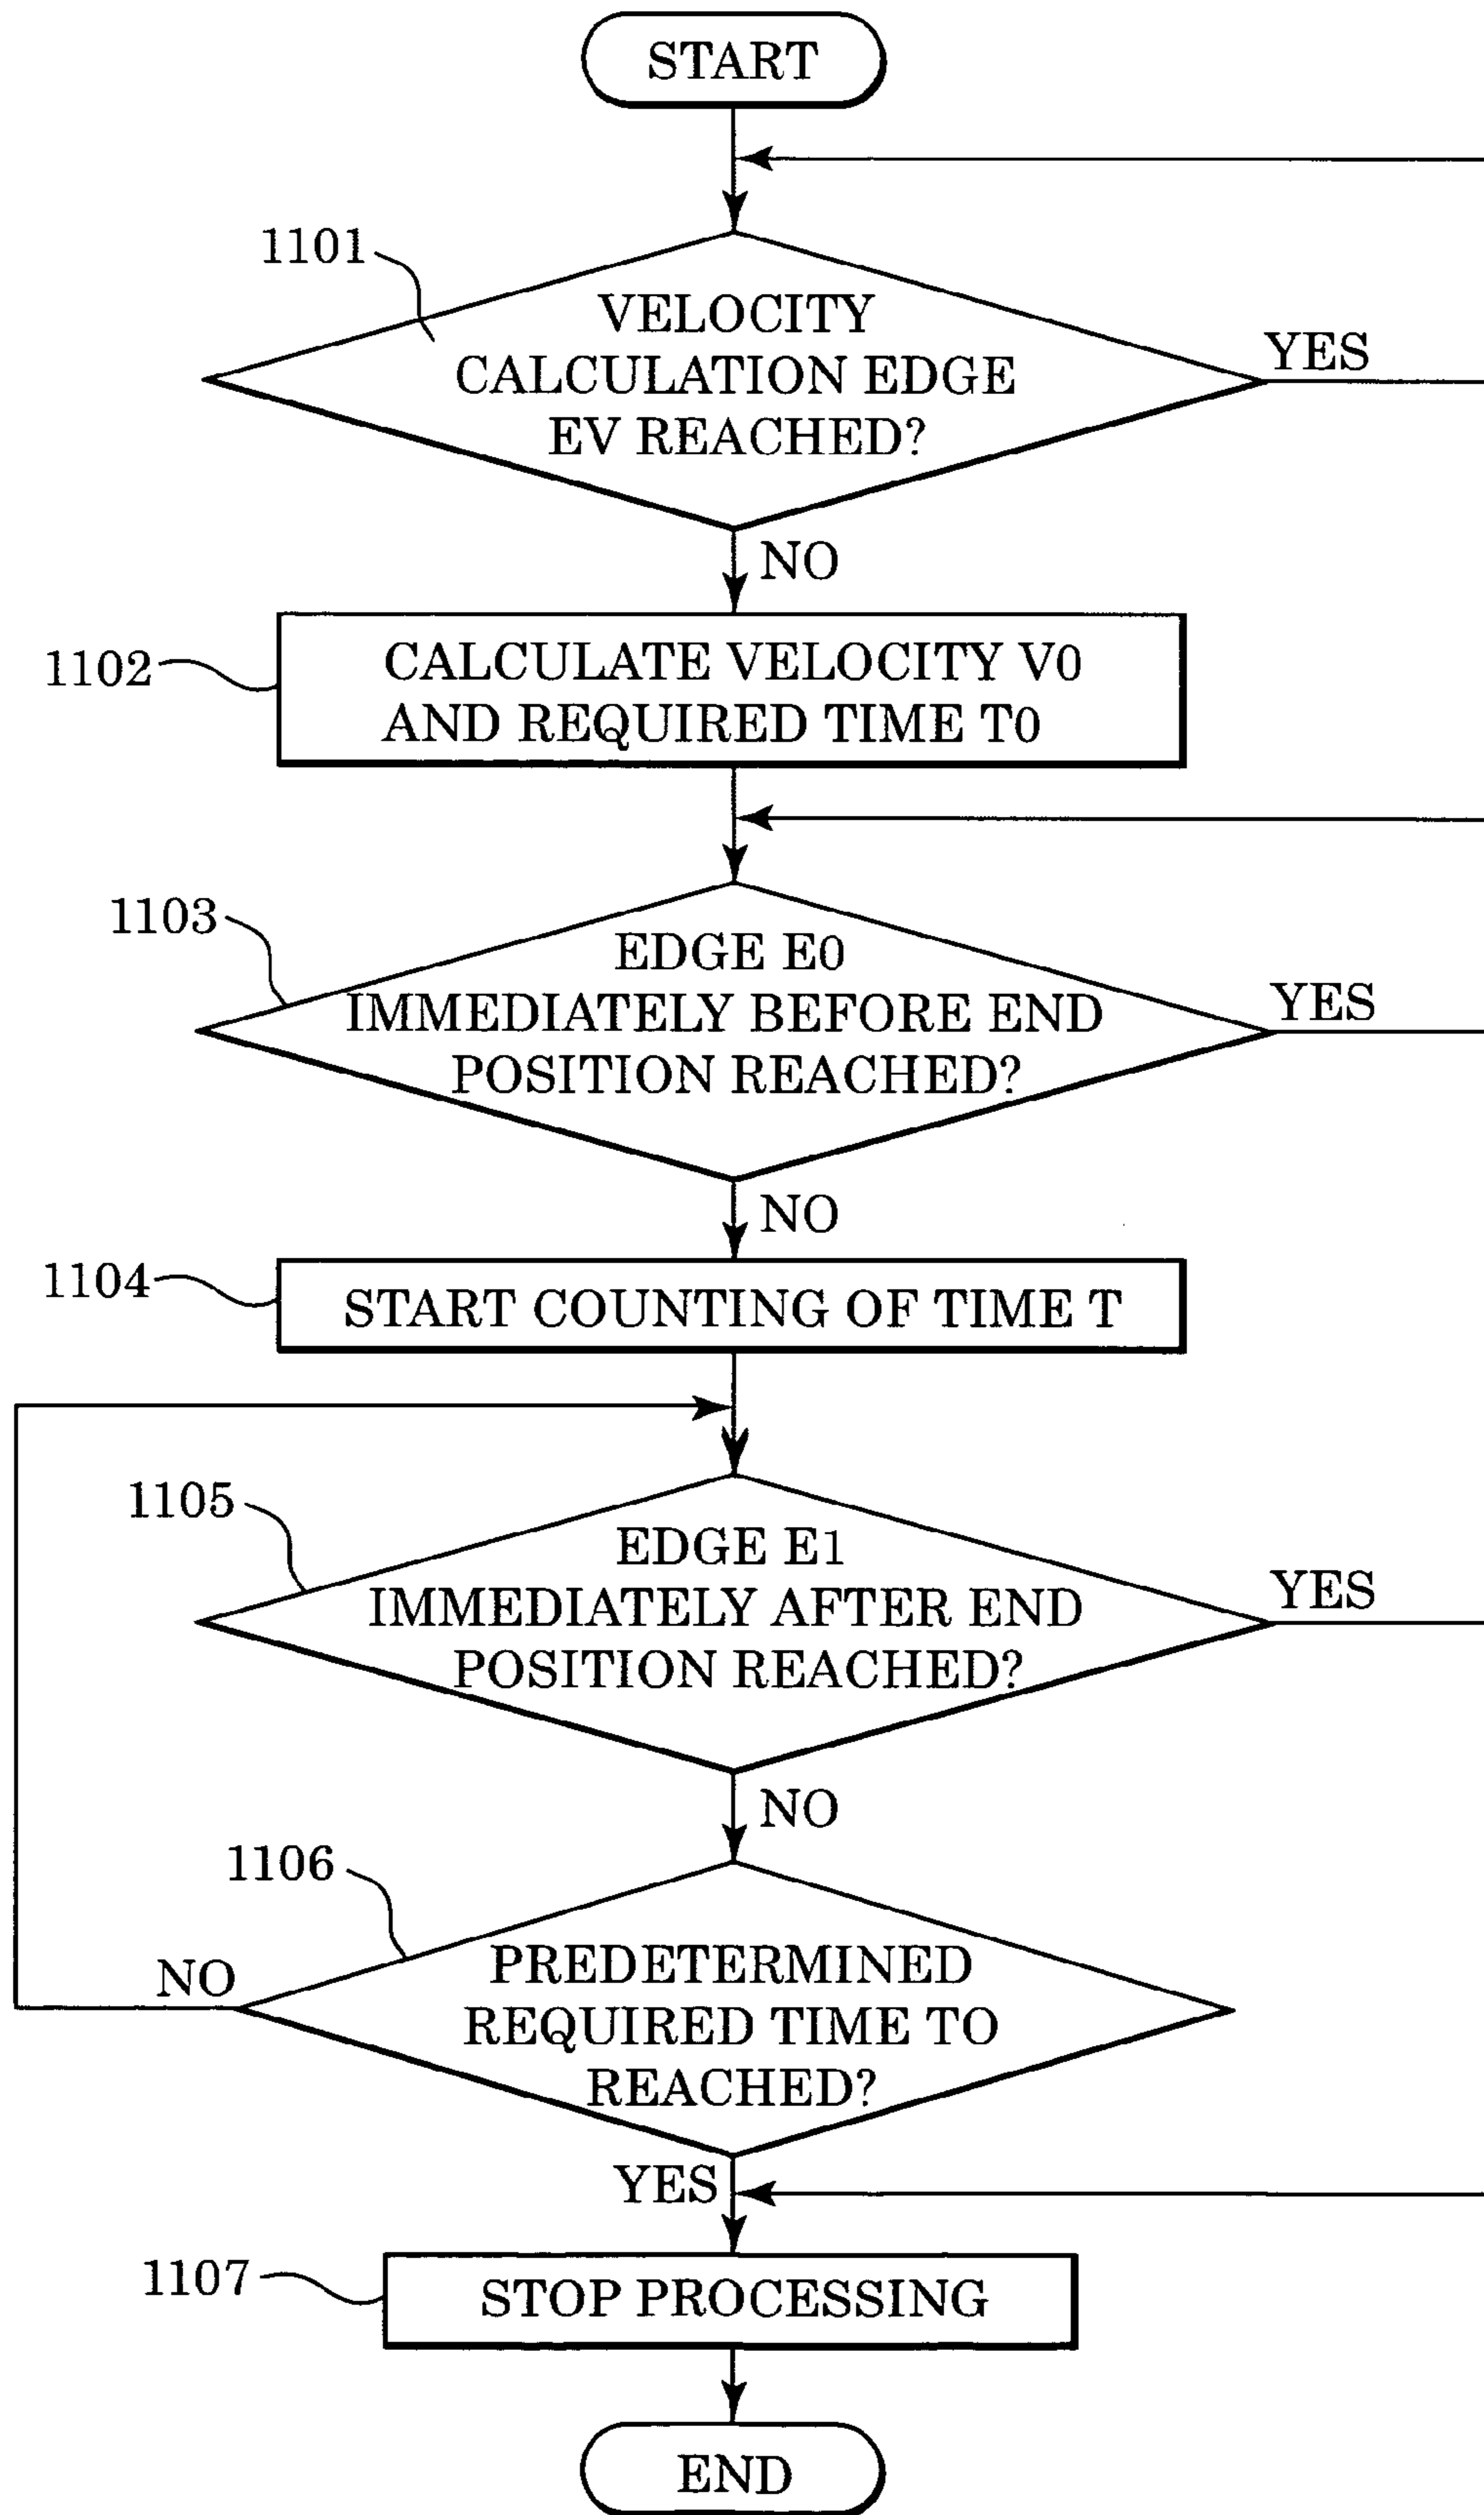 START
1101
VELOCITY
CALCULATION EDGE
EV REACHED?
YES
NO
1102
CALCULATE VELOCITY V0
AND REQUIRED TIME T0
1103
EDGE E0
IMMEDIATELY BEFORE END
POSITION REACHED?
YES
NO
1104
START COUNTING OF TIME T
1105
EDGE E1
IMMEDIATELY AFTER END
POSITION REACHED?
YES
NO
1106
NO
PREDETERMINED
REQUIRED TIME TO
REACHED?
YES
1107
STOP PROCESSING
END